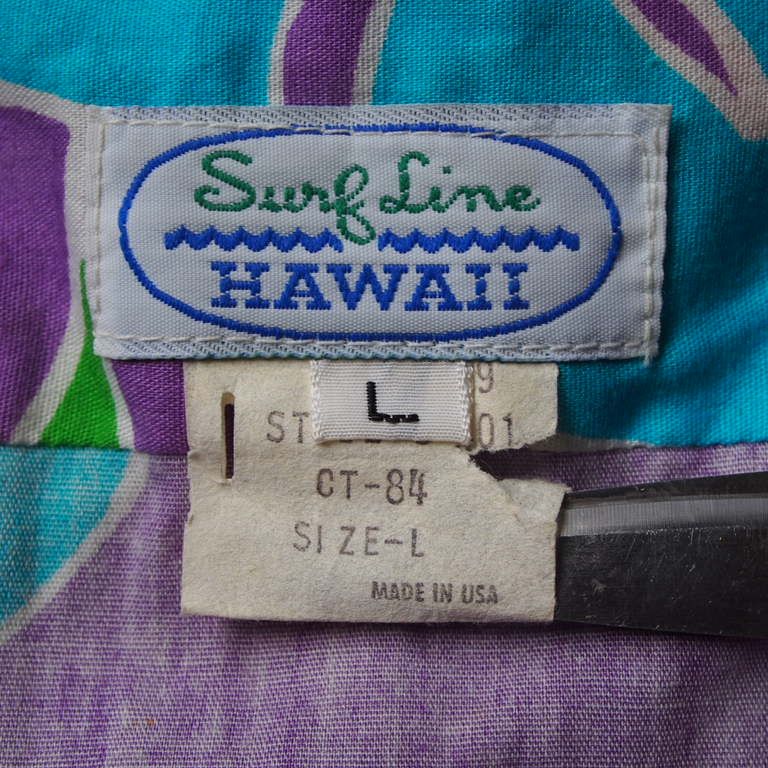 Surf Line
HAWAII
L
9
ST 01
CT-84
SIZE-L
MADE IN USA